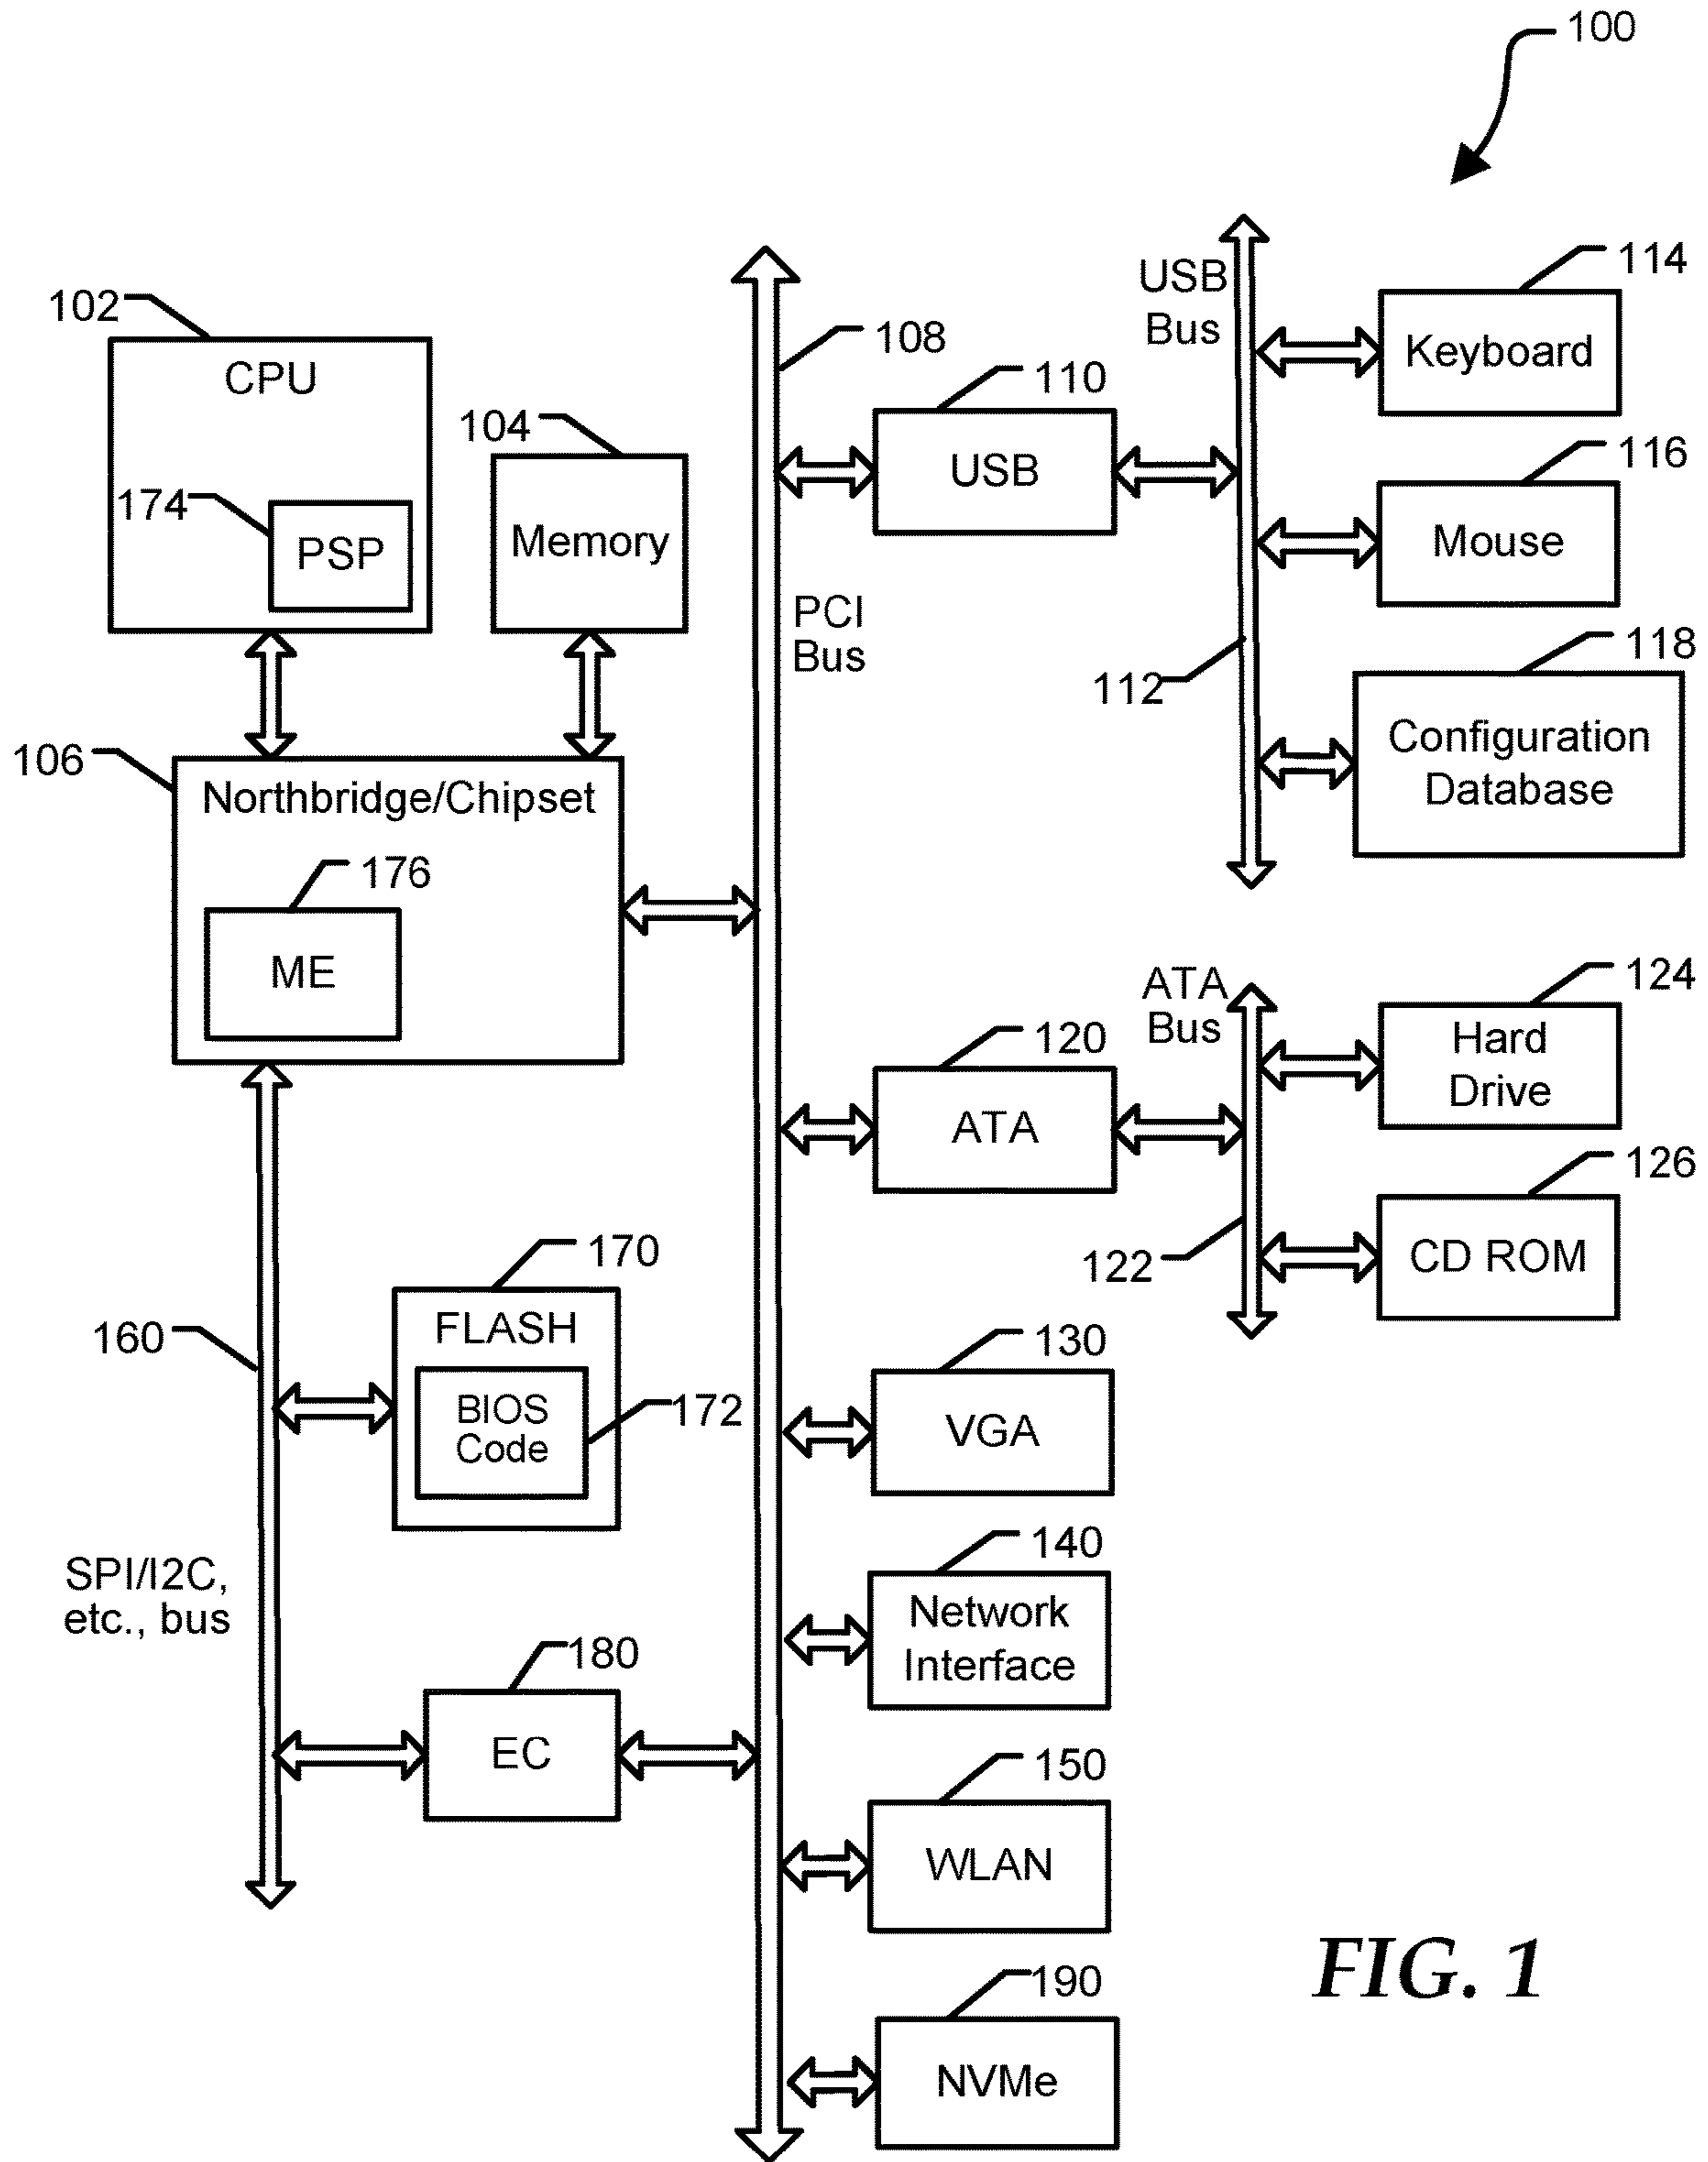 100
USB
Bus
114
Keyboard
102
CPU
108
110
USB
104
Memory
174
PSP
116
Mouse
PCI
Bus
112
118
Configuration
Database
106
Northbridge/Chipset
176
ME
ATA
Bus
124
Hard
Drive
120
ATA
126
CD ROM
122
170
FLASH
160
BIOS
Code
172
130
VGA
SPI/I2C,
etc., bus
140
Network
Interface
180
EC
150
WLAN
190
NVMe
FIG. 1